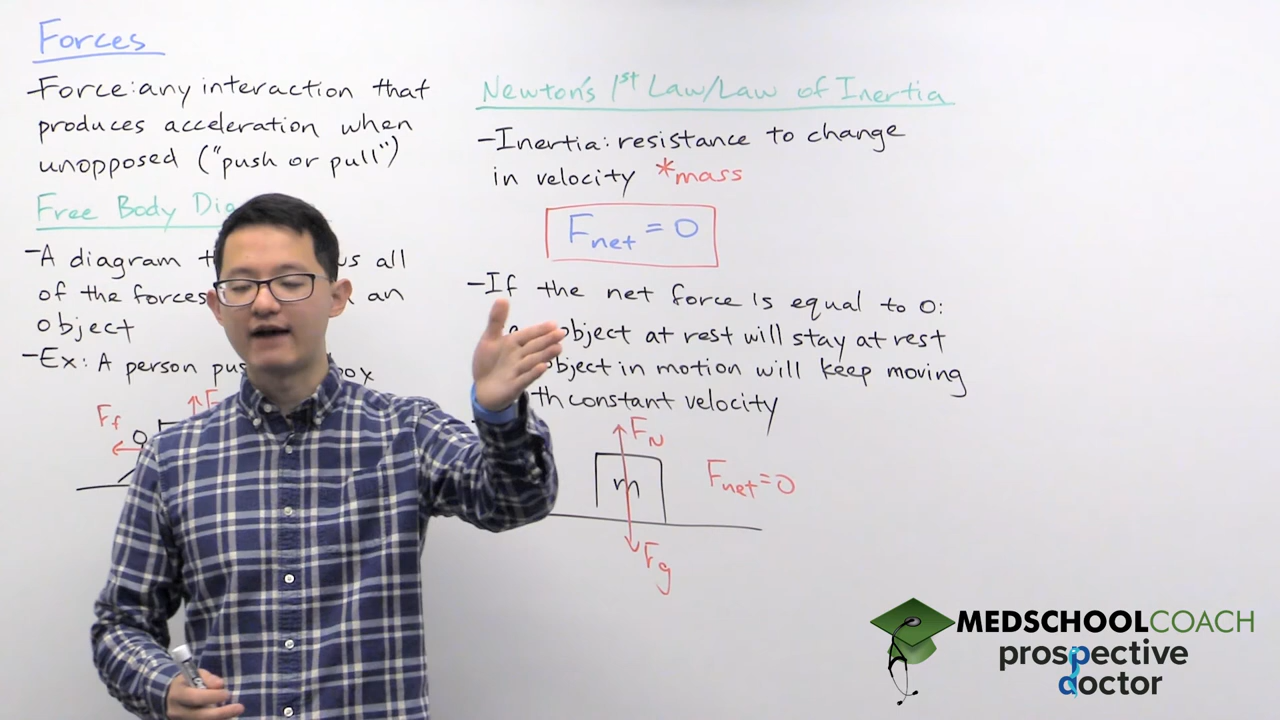 Forces
-Force: any interaction that
produces acceleration when
unopposed ("push or pull")
Free Body
-A diagram all
of the forces an
object
-Ex: A person
Ff
Newton's 1st Law/Law of Inertia
-Inertia: resistance to change
in velocity *mass
Fnet = 0
-If the net force is equal to 0:
object at rest will stay at rest
object in motion will keep moving
constant velocity
FN
m
Fnet=0
Fg
MEDSCHOOLCOACH
prospective
doctor